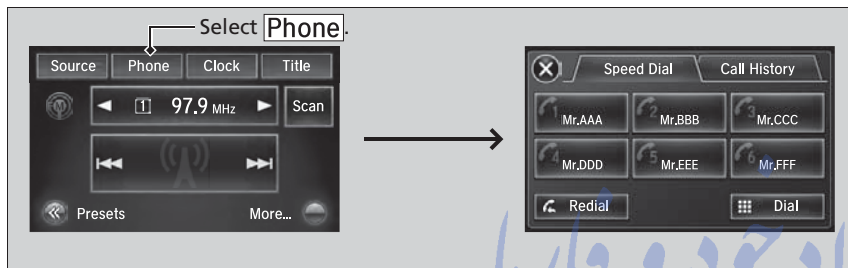 Select Phone.
Source Phone Clock Title
1 97.9 MHz Scan
Presets More...
Speed Dial Call History
1 Mr.AAA 2 Mr.BBB 3 Mr.CCC
4 Mr.DDD 5 Mr.EEE 6 Mr.FFF
Redial Dial